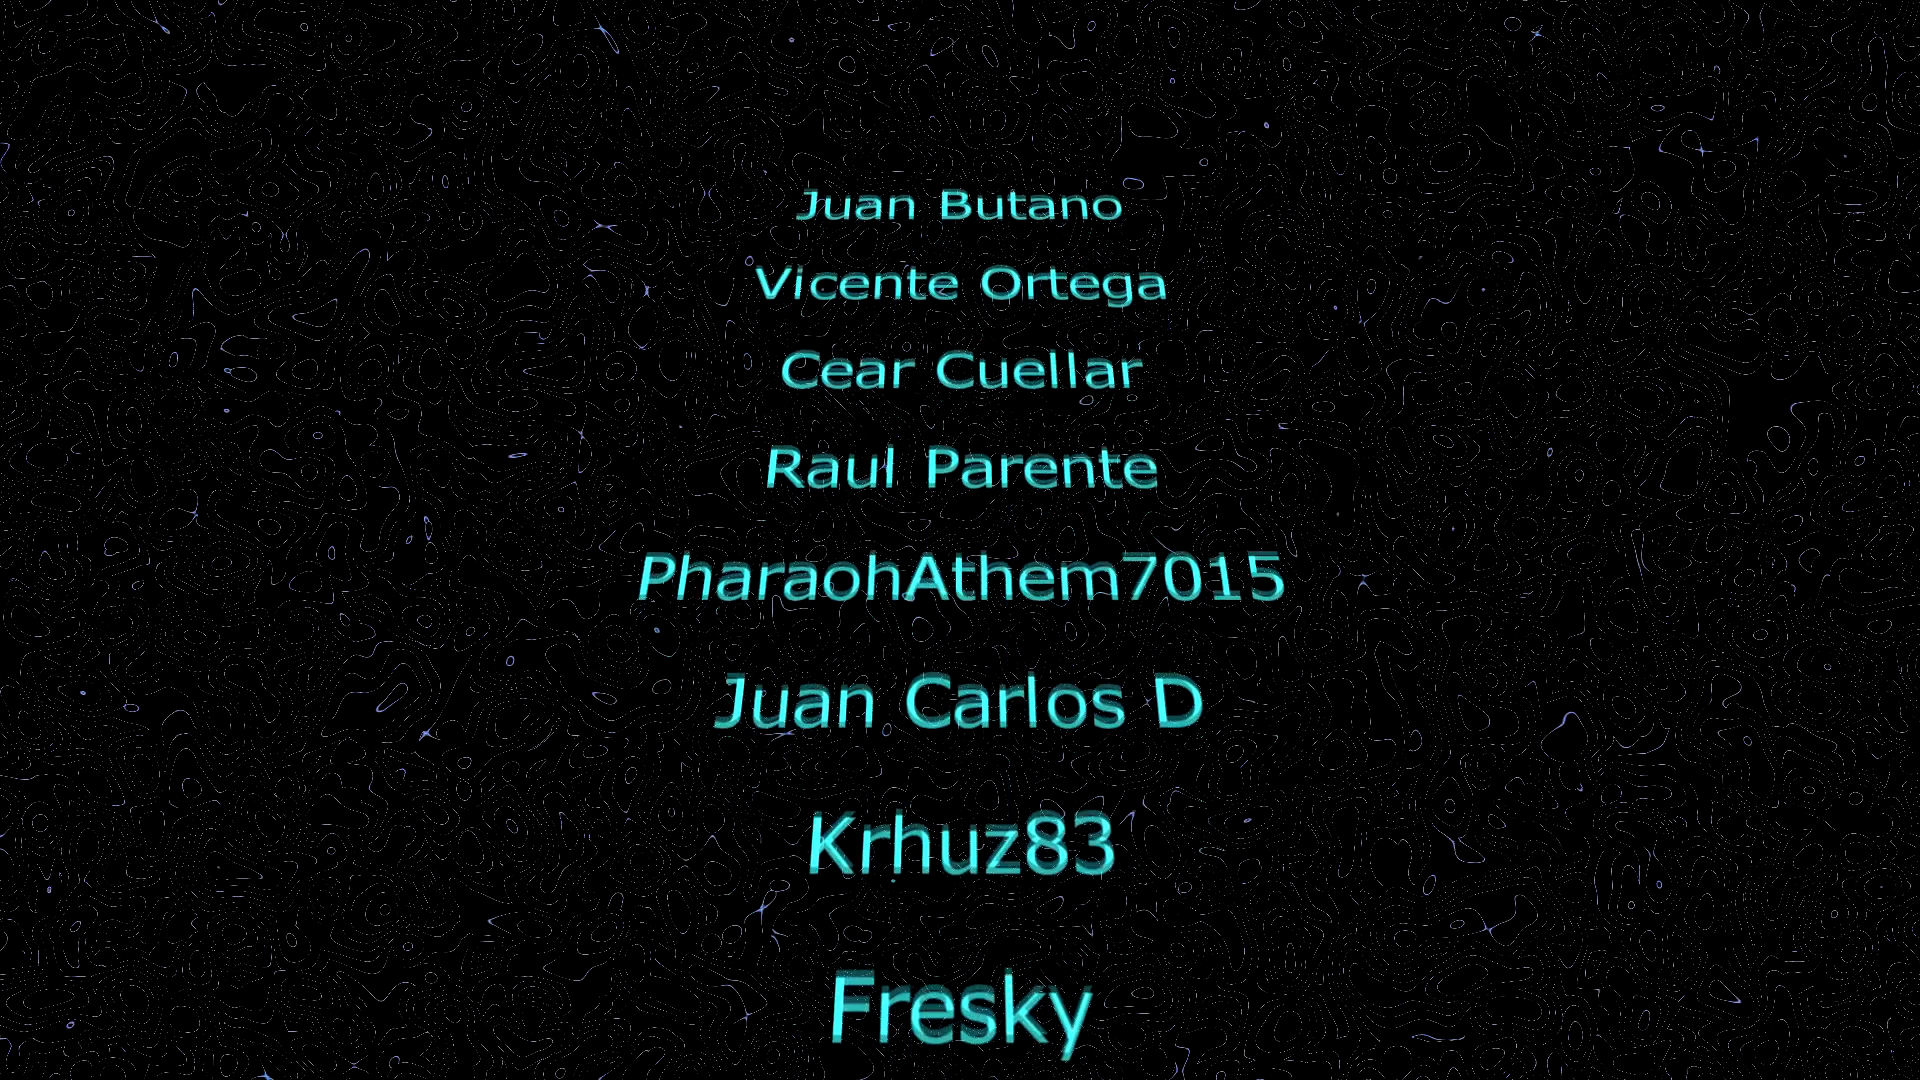 Juan Butano
Vicente Ortega
Cear Cuellar
Raul Parente
PharaohAthem7015
Juan Carlos D
Krhuz83
Fresky